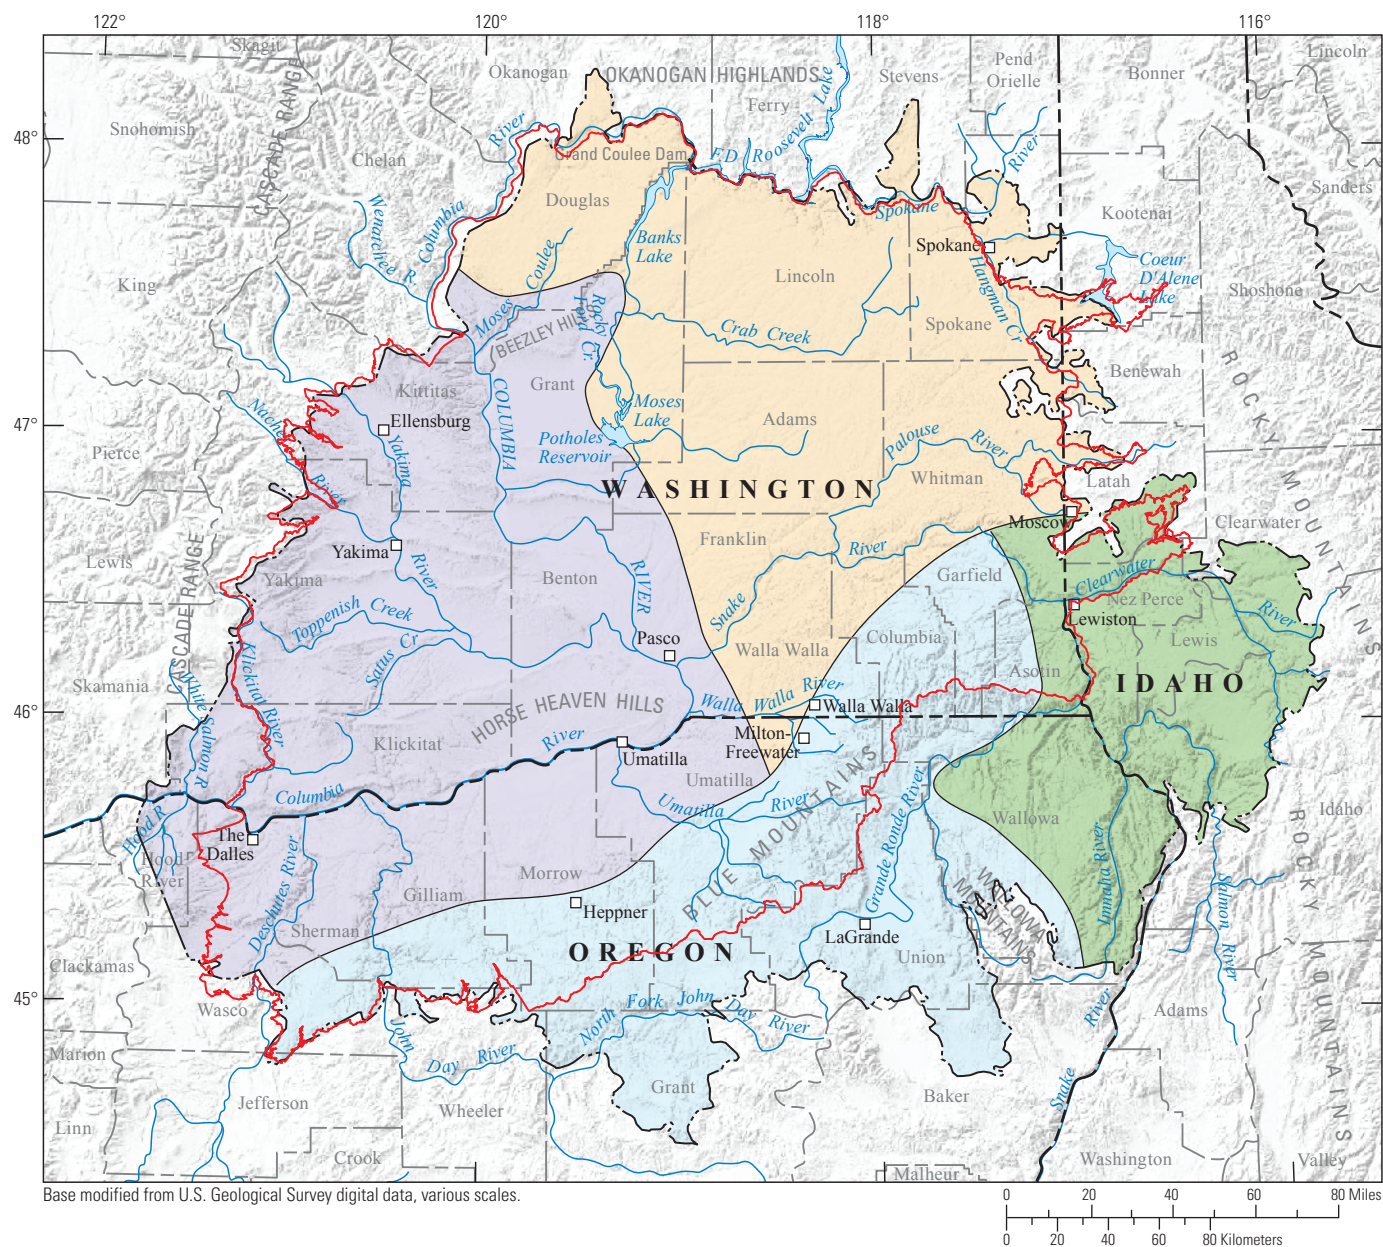 122°
120°
118°
116°
48°
47°
46°
45°
Skagit
Okanogan
OKANOGAN HIGHLANDS
Stevens
Pend
Orielle
Bonner
Lincoln
Ferry
Snohomish
CASCADE RANGE
Chelan
River
Columbia
Grand Coulee Dam
F D Roosevelt Lake
River
Sanders
Douglas
Wenatchee R.
Banks
Lake
Spokane
Kootenai
Spokane
Coeur
D'Alene
Lake
King
Moses Coulee
Lincoln
Hangman Cr
Shoshone
BEEZLEY HILLS
Rocky
Ford Cr.
Crab Creek
Spokane
Kittitas
Grant
Benewah
ROCKY MOUNTAINS
Naches
River
Ellensburg
COLUMBIA
Moses
Lake
Adams
Pierce
Yakima
River
Potholes
Reservoir
Palouse River
Whitman
Latah
WASHINGTON
Moscow
Clearwater
Franklin
River
Lewis
CASCADE RANGE
Yakima
Yakima
Benton
RIVER
Garfield
Clearwater
River
Nez Perce
Lewiston
Lewis
Toppenish Creek
Satus Cr
Pasco
Snake
Columbia
Walla Walla
Asotin
IDAHO
Skamania
Klickitat River
White Salmon R
HORSE HEAVEN HILLS
Walla Walla River
Walla Walla
Milton-
Freewater
Klickitat
River
Umatilla
Umatilla
Columbia
Umatilla River
BLUE MOUNTAINS
Grande Ronde River
Wallowa
Idaho
Hood R
The
Dalles
Hood
River
Deschutes River
Gilliam
Morrow
Sherman
Heppner
WALLOWA
MOUNTAINS
Imnaha River
Salmon River
ROCKY MOUNTAINS
LaGrande
Union
OREGON
Clackamas
Wasco
North Fork John Day River
River
Snake
Adams
Marion
John
Day River
Grant
Baker
Jefferson
Wheeler
Linn
Crook
Malheur
Washington
Valley
Base modified from U.S. Geological Survey digital data, various scales.
0 20 40 60 80 Miles
0 20 40 60 80 Kilometers